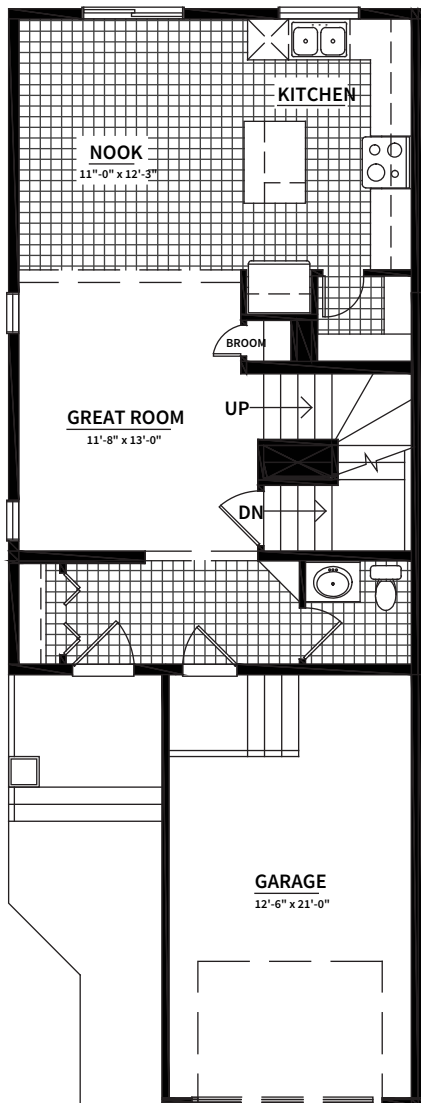 KITCHEN
NOOK
11"-0" x 12'-3"
BROOM
UP
GREAT ROOM
11'-8" x 13'-0"
DN
GARAGE
12'-6" x 21'-0"